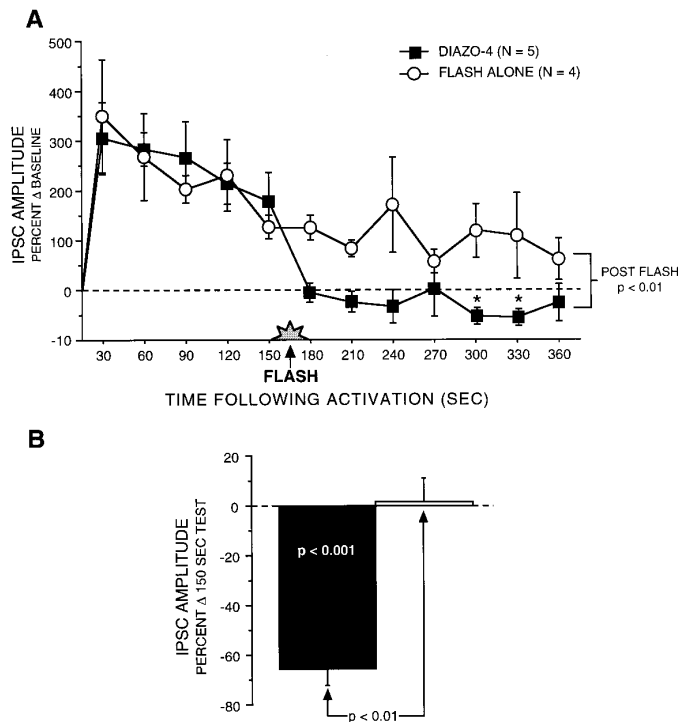 A
500
400
300
200
100
0
-10
IPSC AMPLITUDE
PERCENT Δ BASELINE
DIAZO-4 (N = 5)
FLASH ALONE (N = 4)
* *
POST FLASH
p < 0.01
30 60 90 120 150 180 210 240 270 300 330 360
FLASH
TIME FOLLOWING ACTIVATION (SEC)
B
20
0
-20
-40
-60
-80
IPSC AMPLITUDE
PERCENT Δ 150 SEC TEST
p < 0.001
p < 0.01